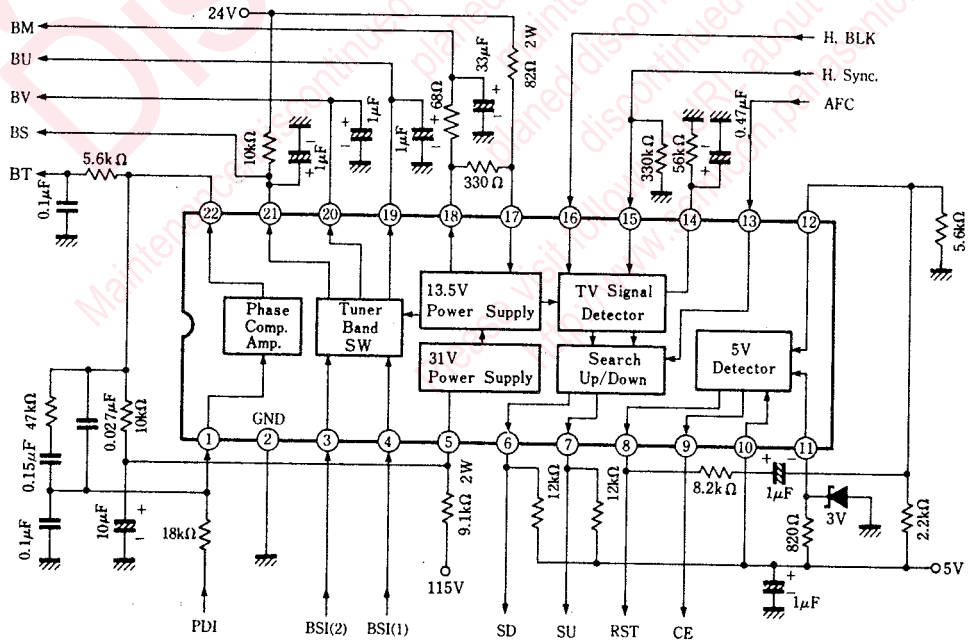 24V
BM
BU
BV
BS
BT
H. BLK
H. Sync.
AFC
2W
82Ω
33μF
68Ω
1μF
1μF
1μF
10kΩ
330Ω
330kΩ
56kΩ
0.47μF
5.6kΩ
0.1μF
5.6kΩ
22
21
20
19
18
17
16
15
14
13
12
Phase
Comp.
Amp.
Tuner
Band
SW
13.5V
Power Supply
31V
Power Supply
TV Signal
Detector
Search
Up/Down
5V
Detector
GND
1
2
3
4
5
6
7
8
9
10
11
47kΩ
0.027μF
10kΩ
0.15μF
0.1μF
10μF
18kΩ
9.1kΩ 2W
115V
12kΩ
12kΩ
8.2kΩ
1μF
820Ω
3V
2.2kΩ
5V
1μF
PDI
BSI(2)
BSI(1)
SD
SU
RST
CE
Dis
Maintenance
discontinued
planned